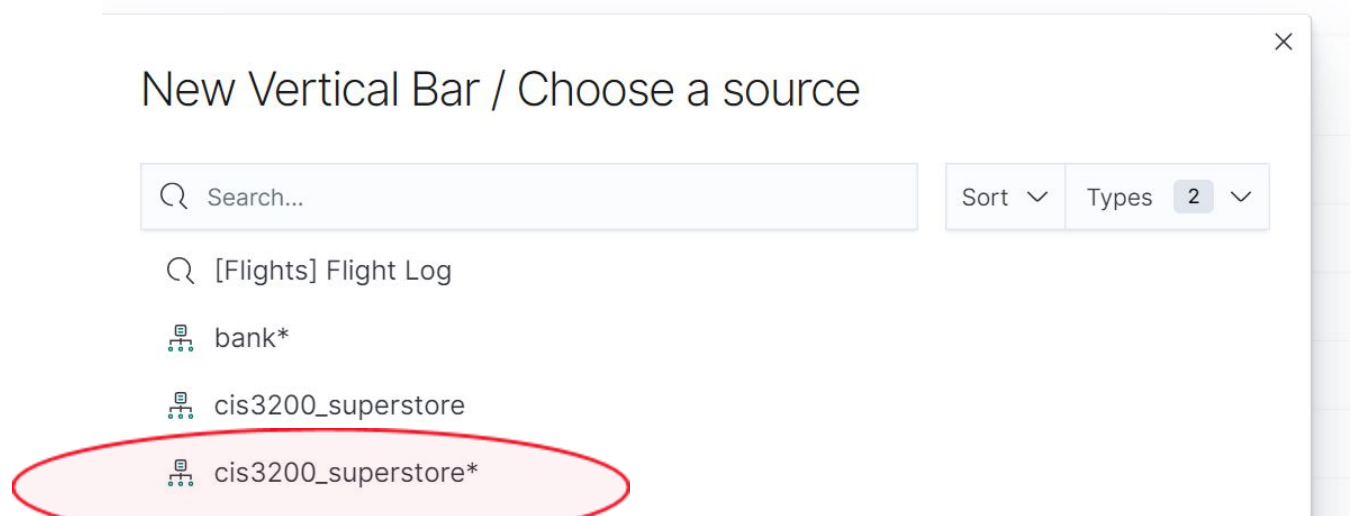 New Vertical Bar / Choose a source
Search... Sort Types 2
[Flights] Flight Log
bank*
cis3200_superstore
cis3200_superstore*